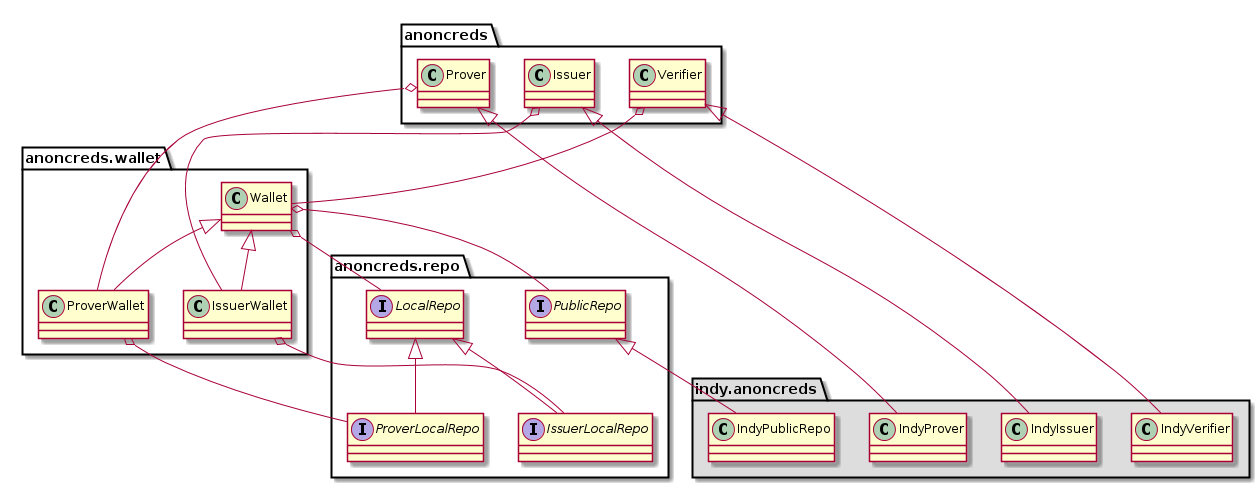 anoncreds
C Prover
C Issuer
C Verifier
anoncreds.wallet
C Wallet
C ProverWallet
C IssuerWallet
anoncreds.repo
I LocalRepo
I PublicRepo
I ProverLocalRepo
I IssuerLocalRepo
indy.anoncreds
C IndyPublicRepo
C IndyProver
C IndyIssuer
C IndyVerifier